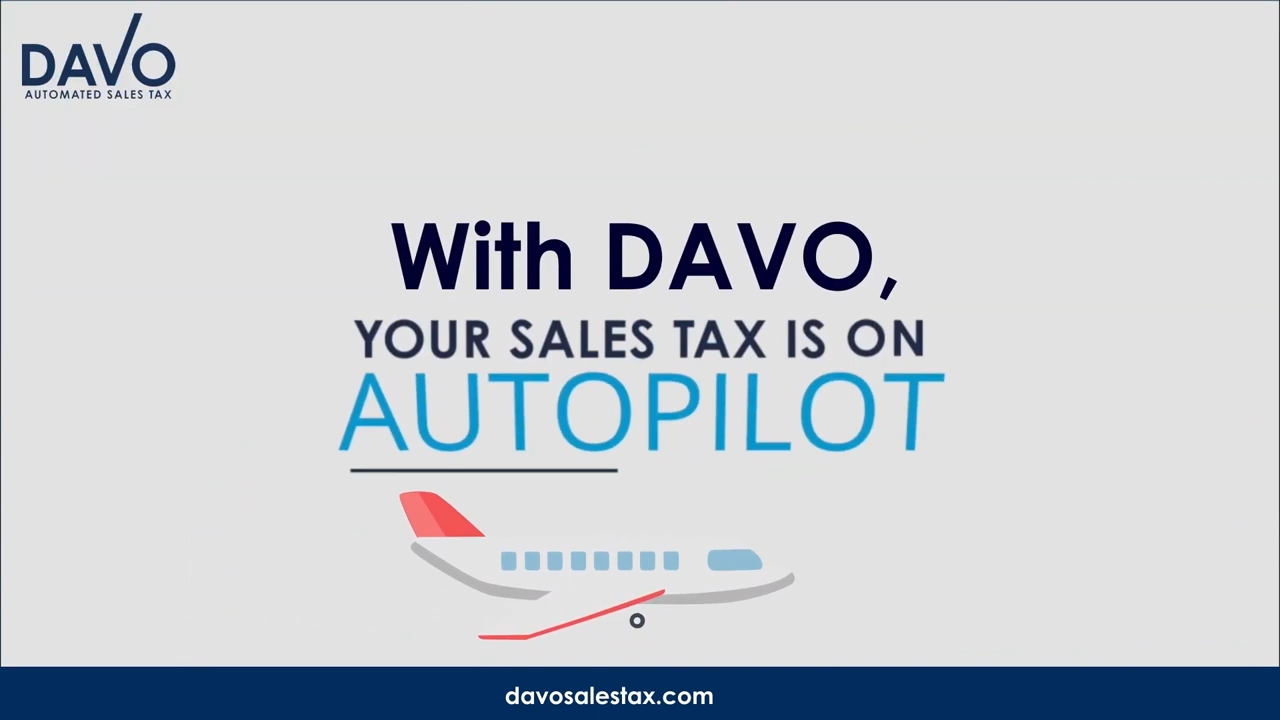 DAVO
AUTOMATED SALES TAX
With DAVO,
YOUR SALES TAX IS ON
AUTOPILOT
davosalestax.com